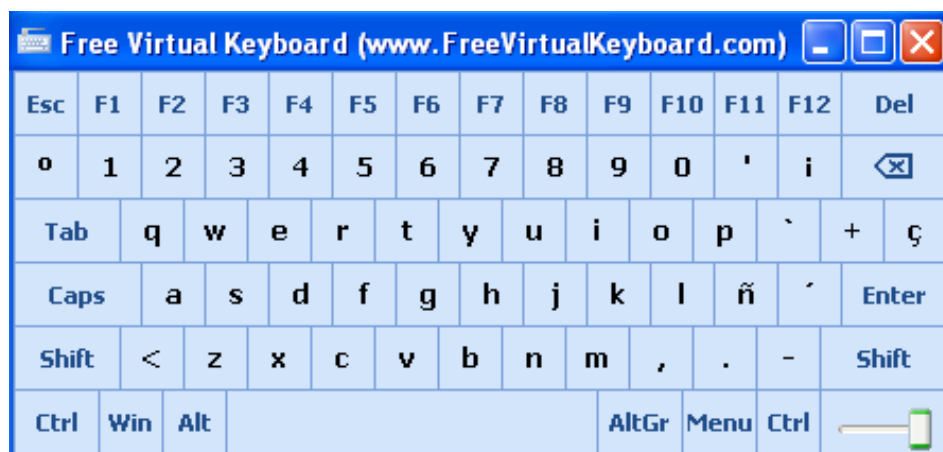 Free Virtual Keyboard (www.FreeVirtualKeyboard.com)
Esc F1 F2 F3 F4 F5 F6 F7 F8 F9 F10 F11 F12 Del
º 1 2 3 4 5 6 7 8 9 0 ' ¡
Tab q w e r t y u i o p ` + ç
Caps a s d f g h j k l ñ ´ Enter
Shift < z x c v b n m , . - Shift
Ctrl Win Alt AltGr Menu Ctrl